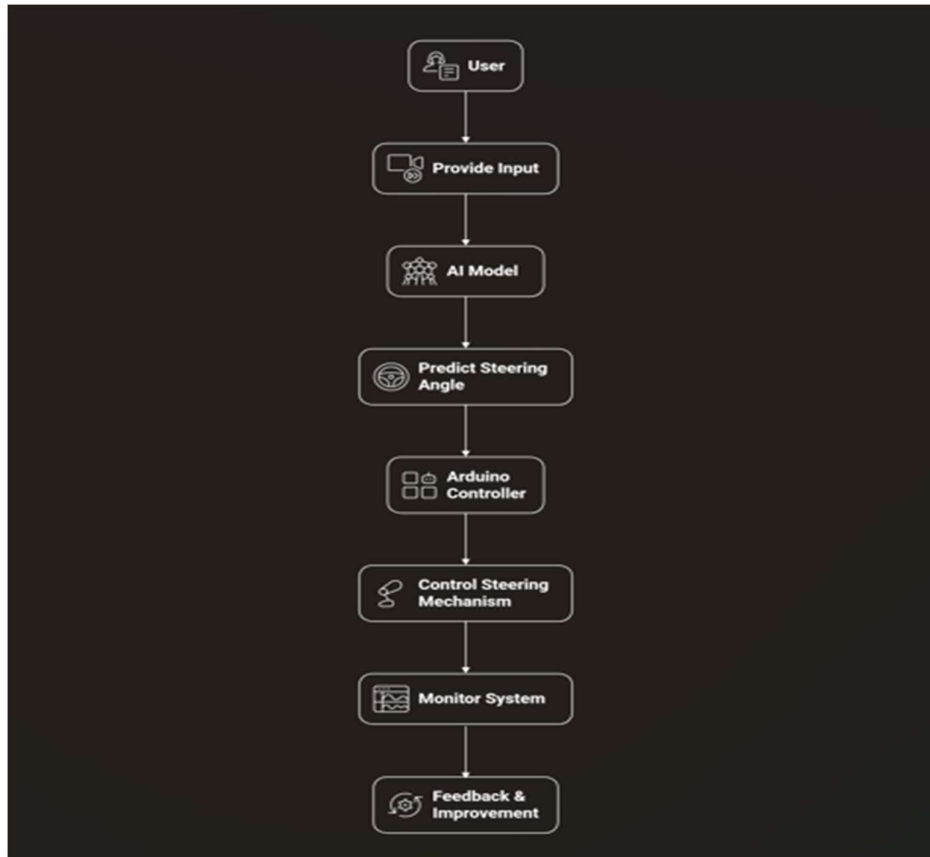 User
Provide Input
AI Model
Predict Steering
Angle
Arduino
Controller
Control Steering
Mechanism
Monitor System
Feedback &
Improvement